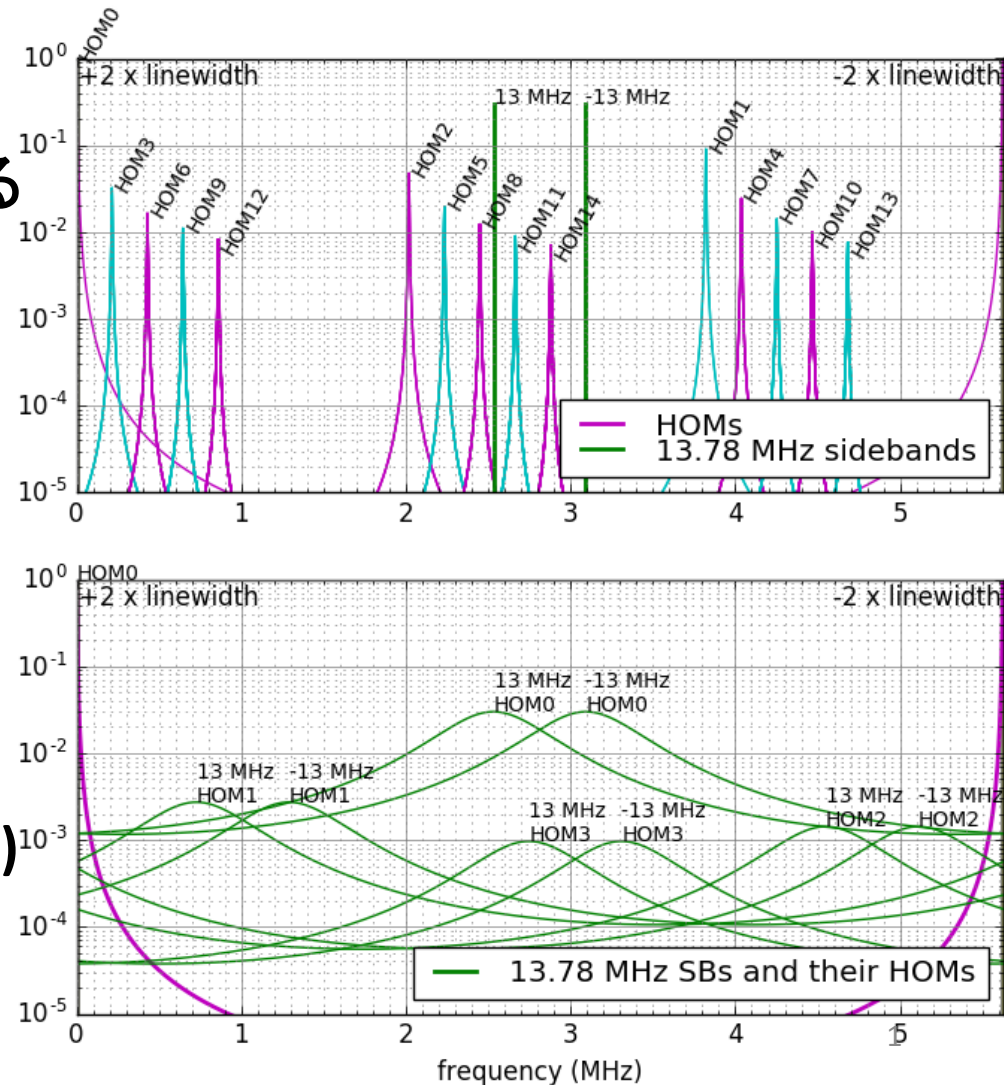 HOM0
10^0
+2 x linewidth
-2 x linewidth
13 MHz -13 MHz
10^-1
HOM3
HOM6
HOM9
HOM12
HOM2
HOM5
HOM8
HOM11
HOM14
HOM1
HOM4
HOM7
HOM10
HOM13
10^-2
10^-3
10^-4
10^-5
HOMs
13.78 MHz sidebands
0 1 2 3 4 5
%
HOM0
10^0
+2 x linewidth
-2 x linewidth
10^-1
13 MHz -13 MHz
HOM0 HOM0
10^-2
13 MHz -13 MHz
HOM1 HOM1
13 MHz -13 MHz
HOM3 HOM3
13 MHz -13 MHz
HOM2 HOM2
10^-3
)
10^-4
10^-5
13.78 MHz SBs and their HOMs
0 1 2 3 4 5
frequency (MHz)